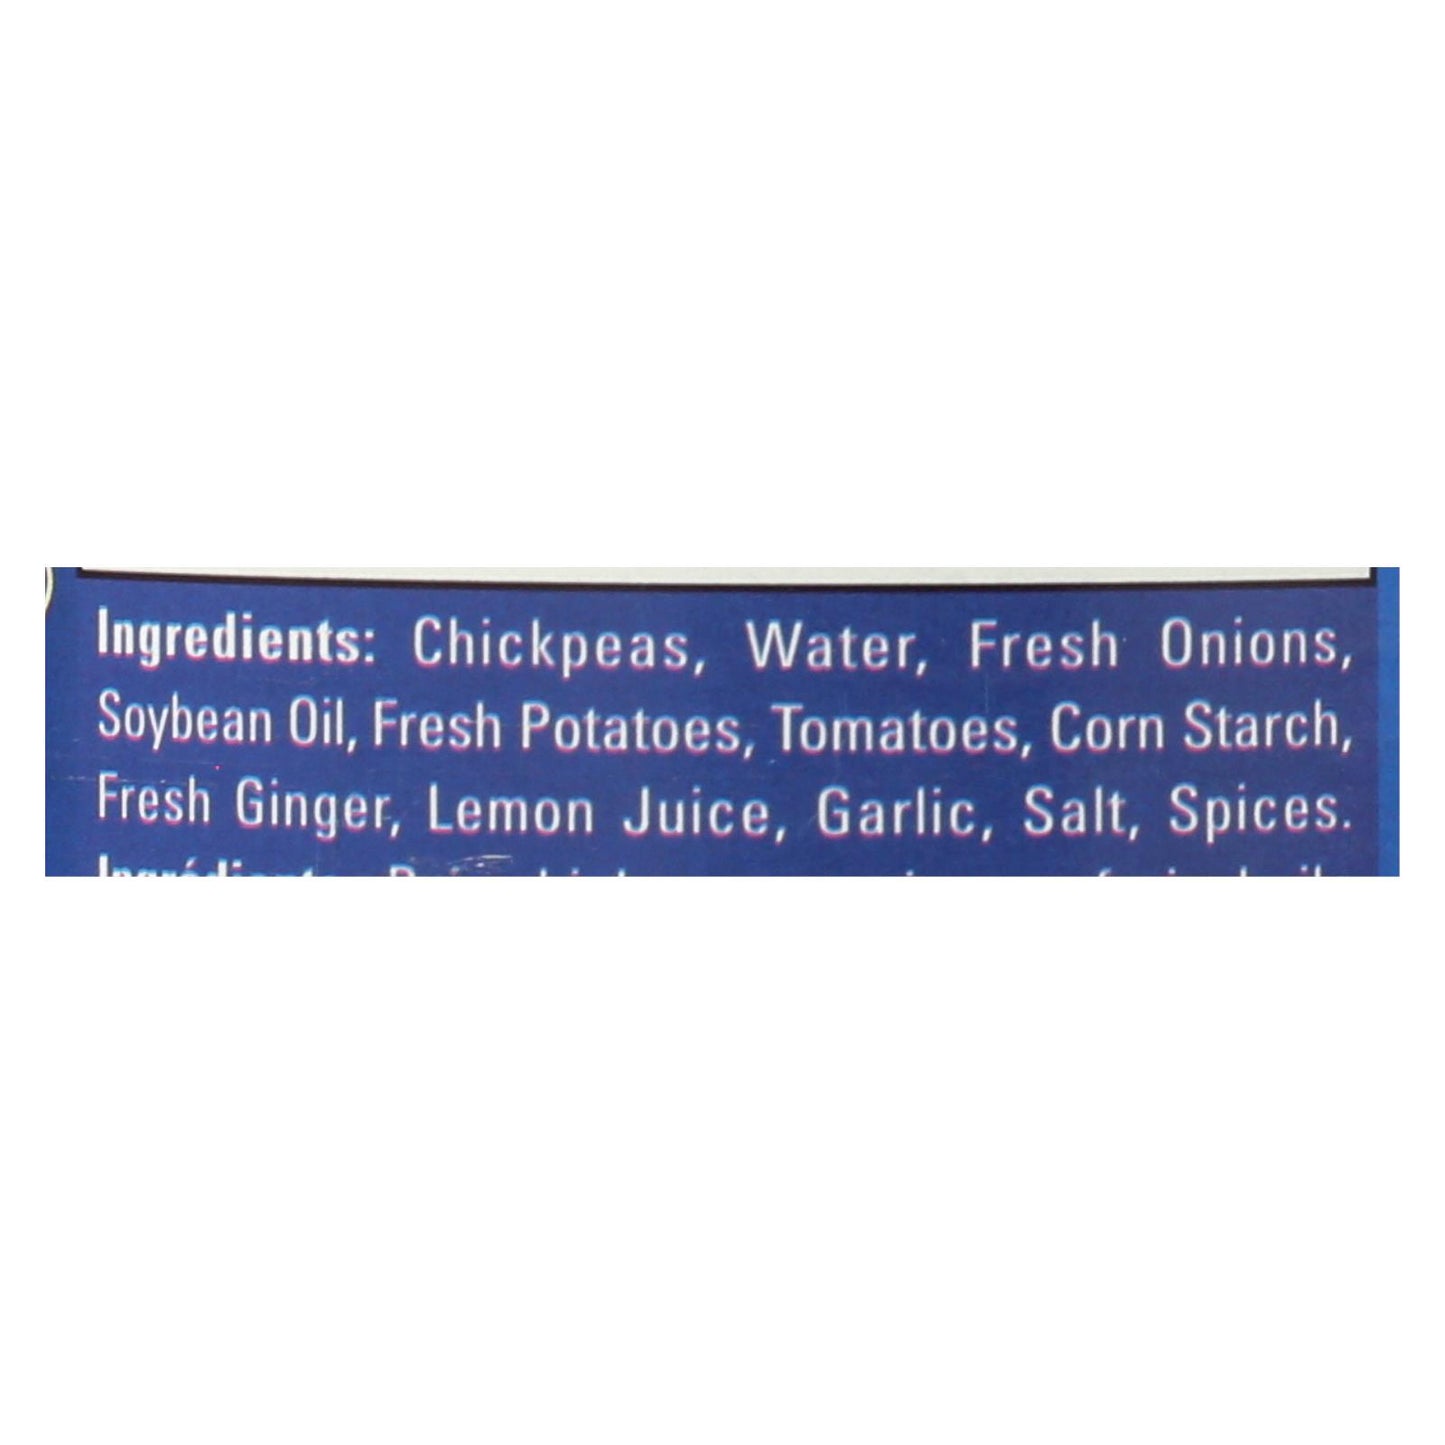 Ingredients: Chickpeas, Water, Fresh Onions,
Soybean Oil, Fresh Potatoes, Tomatoes, Corn Starch,
Fresh Ginger, Lemon Juice, Garlic, Salt, Spices.